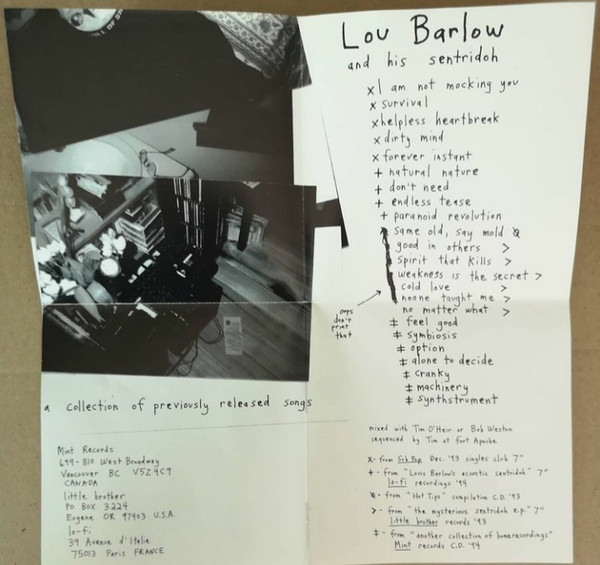 Lou Barlow
and his sentridoh
x I am not mocking you
x survival
x helpless heartbreak
x dirty mind
x forever instant
+ natural nature
+ don't need
+ endless tease
+ paranoid revolution
same old, say mold
good in others >
spirit that kills >
weakness is the secret >
cold love >
noone taught me >
no matter what >
oops
don't
print
that
‡ feel good
‡ symbiosis
‡ option
‡ alone to decide
‡ cranky
‡ machinery
‡ synthstrument
a collection of previously released songs
Mint Records
699-810 West Broadway
Vancouver BC V5Z 4C9
CANADA
little brother
PO Box 3224
Eugene OR 97403 U.S.A.
lo-fi
39 Avenue d'Italie
75013 Paris FRANCE
mixed with Tim O'Heir or Bob Weston
sequenced by Tim at Fort Apache
x- from Sub Pop Dec. '93 singles club 7"
+ - from "Lou Barlow's acoustic sentridoh" 7"
lo-fi recordings '94
- from "Hot Tips" compilation C.D. '93
> - from "the mysterious sentridoh e.p." 7"
little brother records '93
‡ - from "another collection of homerecordings"
Mint records C.D. '94